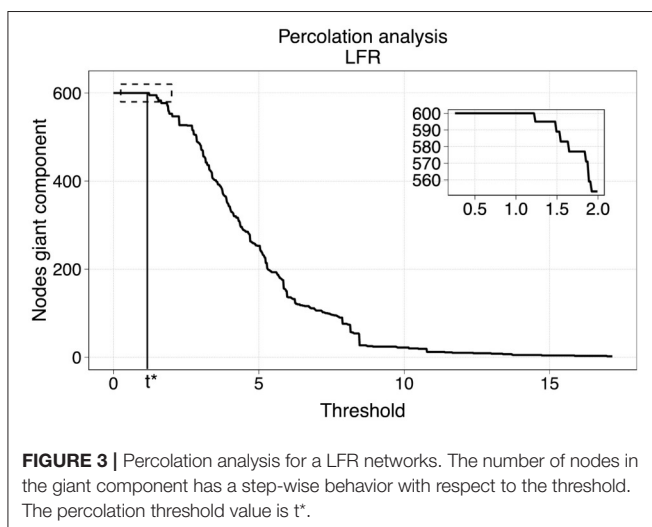 Percolation analysis
LFR
Nodes giant component
600
400
200
0
600
590
580
570
560
0.5 1.0 1.5 2.0
0 t* 5 10 15
Threshold
FIGURE 3 | Percolation analysis for a LFR networks. The number of nodes in
the giant component has a step-wise behavior with respect to the threshold.
The percolation threshold value is t*.